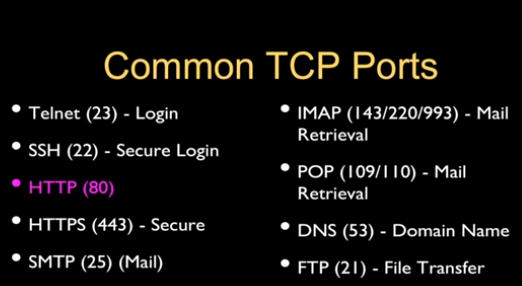 Common TCP Ports
• Telnet (23) - Login
• SSH (22) - Secure Login
• HTTP (80)
• HTTPS (443) - Secure
• SMTP (25) (Mail)
• IMAP (143/220/993) - Mail
Retrieval
• POP (109/110) - Mail
Retrieval
• DNS (53) - Domain Name
• FTP (21) - File Transfer